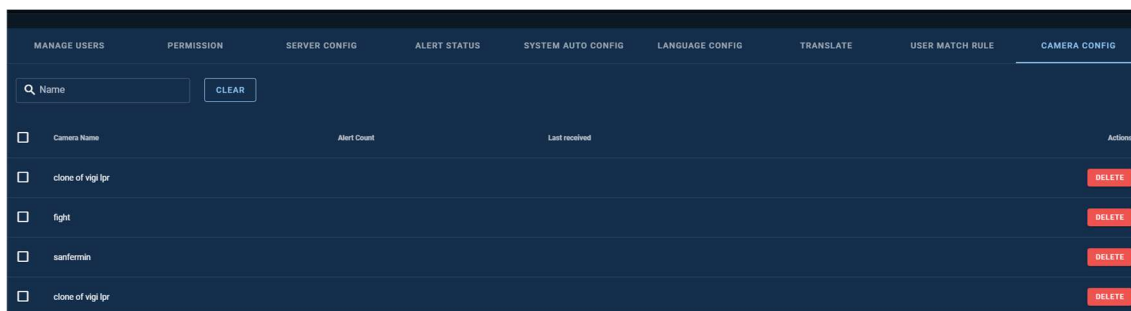 MANAGE USERS PERMISSION SERVER CONFIG ALERT STATUS SYSTEM AUTO CONFIG LANGUAGE CONFIG TRANSLATE USER MATCH RULE CAMERA CONFIG
Name CLEAR
Camera Name Alert Count Last received Actions
clone of vigi lpr DELETE
fight DELETE
sanfermin DELETE
clone of vigi lpr DELETE